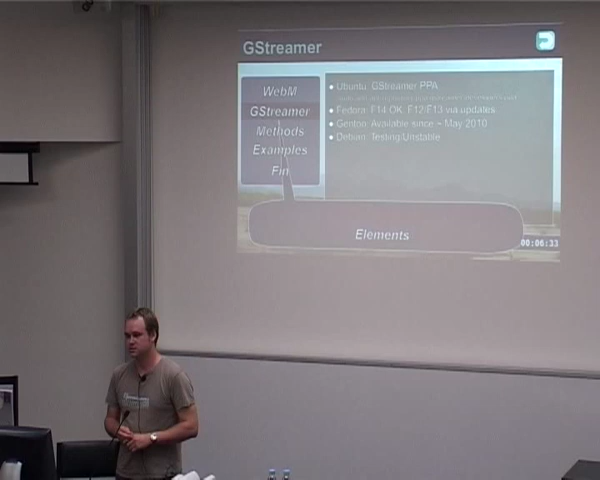 GStreamer
WebM
GStreamer
Methods
Examples
Fin
Ubuntu: GStreamer PPA
Fedora: F14 OK, F12/F13 via updates
Gentoo: Available since ~ May 2010
Debian: Testing/Unstable
Elements
00:06:33